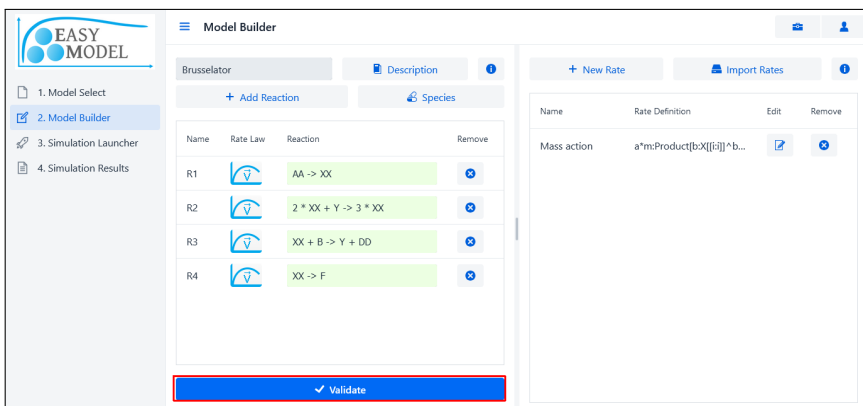 EASY
MODEL
Model Builder
1. Model Select
2. Model Builder
3. Simulation Launcher
4. Simulation Results
Brusselator
Description
+ Add Reaction
Species
Name Rate Law Reaction Remove
R1 V AA -> XX
R2 V 2 * XX + Y -> 3 * XX
R3 V XX + B -> Y + DD
R4 V XX -> F
Validate
+ New Rate
Import Rates
Name Rate Definition Edit Remove
Mass action a*m:Product[b:X[[i:i]]^b...